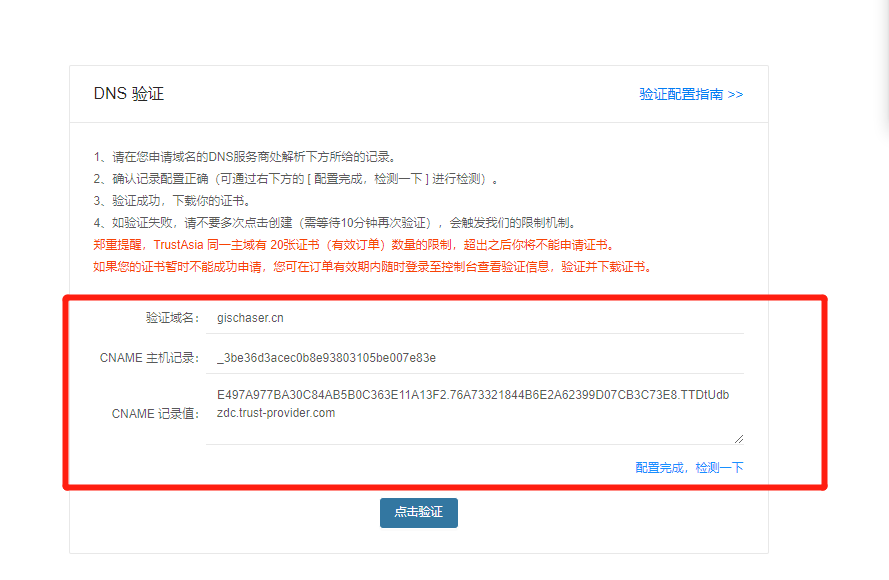 DNS 验证
验证配置指南 >>
1、请在您申请域名的DNS服务商处解析下方所给的记录。
2、确认记录配置正确（可通过右下方的 [ 配置完成，检测一下 ] 进行检测）。
3、验证成功，下载你的证书。
4、如验证失败，请不要多次点击创建（需等待10分钟再次验证），会触发我们的限制机制。
郑重提醒，TrustAsia 同一主域有 20张证书（有效订单）数量的限制，超出之后你将不能申请证书。
如果您的证书暂时不能成功申请，您可在订单有效期内随时登录至控制台查看验证信息，验证并下载证书。
验证域名： gischaser.cn
CNAME 主机记录： _3be36d3acec0b8e93803105be007e83e
CNAME 记录值： E497A977BA30C84AB5B0C363E11A13F2.76A73321844B6E2A62399D07CB3C73E8.TTDtUdb
zdc.trust-provider.com
配置完成，检测一下
点击验证